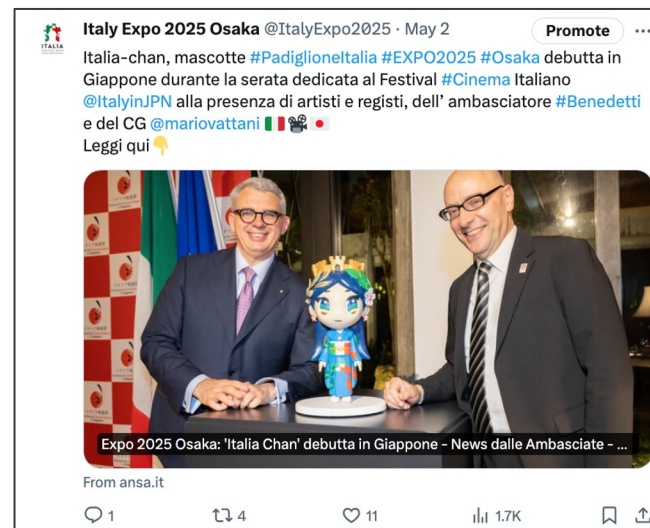 Italy Expo 2025 Osaka @ItalyExpo2025 · May 2
Promote
ITALIA
Italia-chan, mascotte #PadiglioneItalia #EXPO2025 #Osaka debutta in
Giappone durante la serata dedicata al Festival #Cinema Italiano
@ItalyinJPN alla presenza di artisti e registi, dell' ambasciatore #Benedetti
e del CG @mariovattani 🇮🇹🎥🇯🇵
Leggi qui👇
Expo 2025 Osaka: 'Italia Chan' debutta in Giappone - News dalle Ambasciate - ...
From ansa.it
1
4
11
1.7K